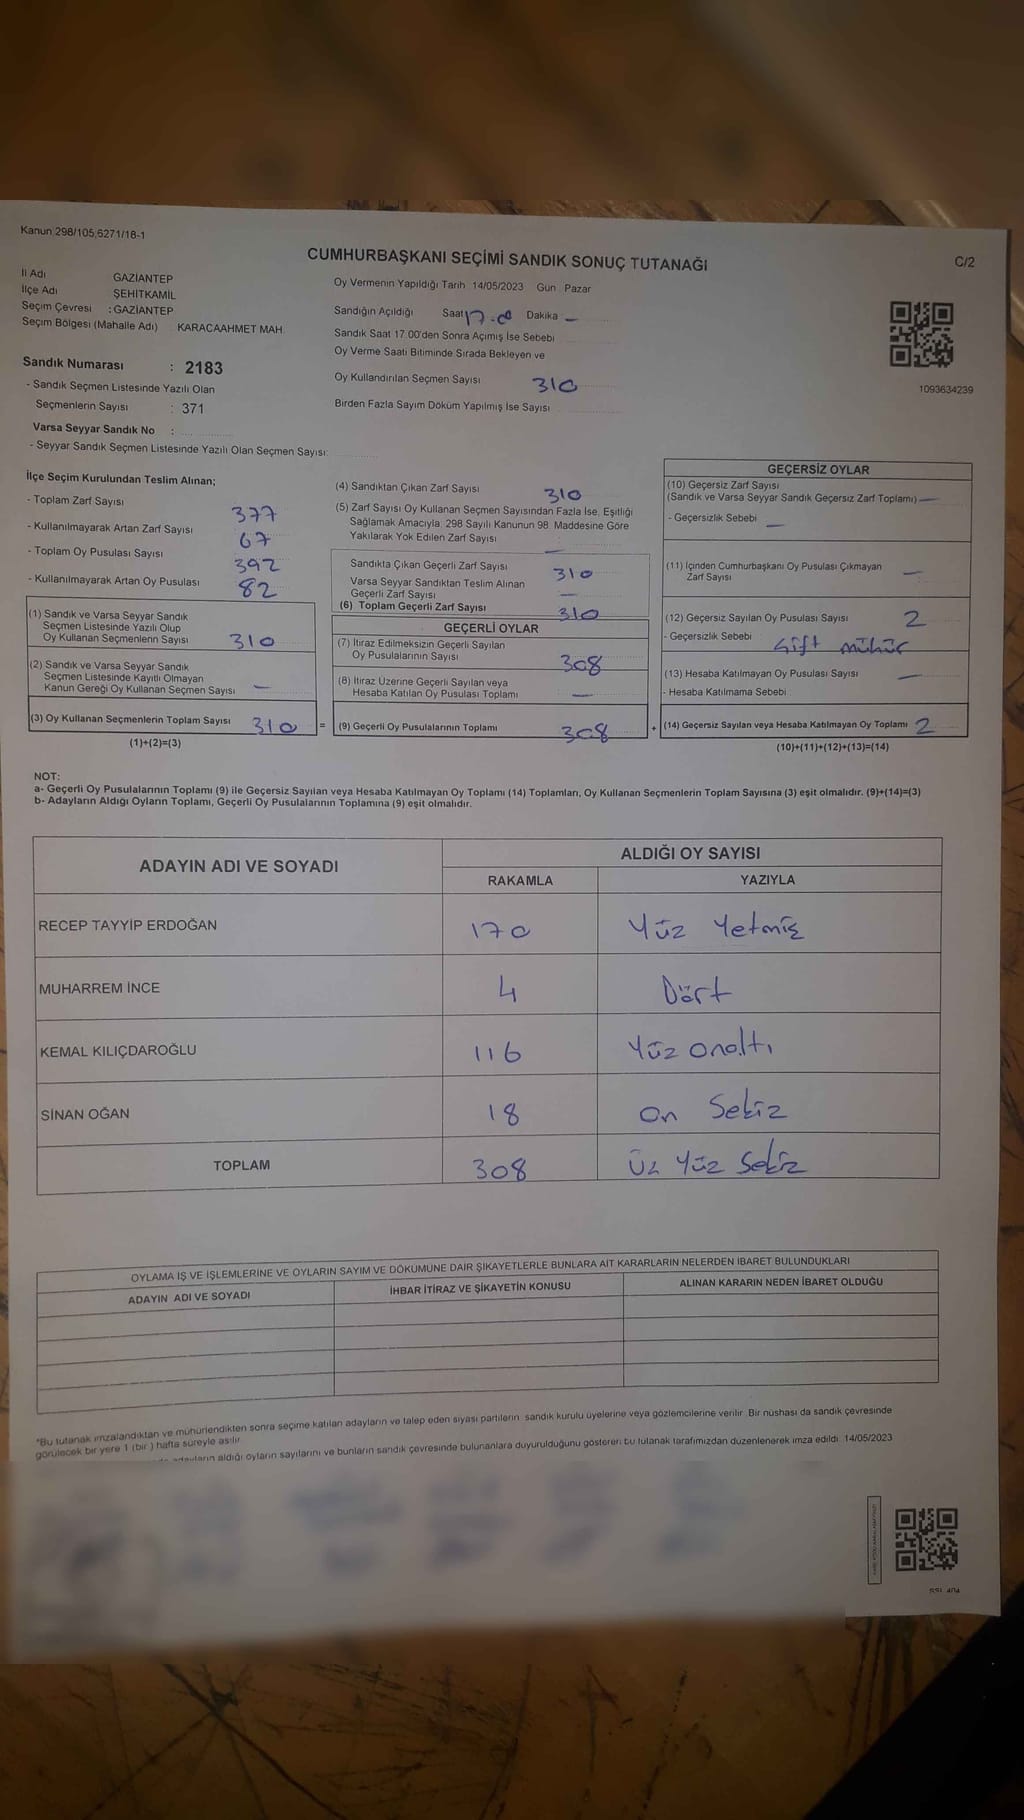 Kanun 298/105,6271/18-1
CUMHURBAŞKANI SEÇİMİ SANDIK SONUÇ TUTANAĞI
C/2
İl Adı GAZİANTEP
İlçe Adı ŞEHİTKAMİL
Seçim Çevresi : GAZİANTEP
Seçim Bölgesi (Mahalle Adı) KARACAAHMET MAH.
Oy Vermenin Yapıldığı Tarih 14/05/2023 Gün Pazar
Sandığın Açıldığı Saat 17.00 Dakika —
Sandık Saat 17.00'den Sonra Açımış İse Sebebi
Oy Verme Saati Bitiminde Sırada Bekleyen ve
Oy Kullandırılan Seçmen Sayısı 310
Birden Fazla Sayım Döküm Yapılmış İse Sayısı
1093634239
Sandık Numarası : 2183
- Sandık Seçmen Listesinde Yazılı Olan
Seçmenlerin Sayısı : 371
Varsa Seyyar Sandık No :
- Seyyar Sandık Seçmen Listesinde Yazılı Olan Seçmen Sayısı:
İlçe Seçim Kurulundan Teslim Alınan;
- Toplam Zarf Sayısı 377
- Kullanılmayarak Artan Zarf Sayısı 67
- Toplam Oy Pusulası Sayısı 392
- Kullanılmayarak Artan Oy Pusulası 82
(1) Sandık ve Varsa Seyyar Sandık
Seçmen Listesinde Yazılı Olup
Oy Kullanan Seçmenlerin Sayısı 310
(2) Sandık ve Varsa Seyyar Sandık
Seçmen Listesinde Kayıtlı Olmayan
Kanun Gereği Oy Kullanan Seçmen Sayısı —
(3) Oy Kullanan Seçmenlerin Toplam Sayısı 310 =
(1)+(2)=(3)
(4) Sandıktan Çıkan Zarf Sayısı 310
(5) Zarf Sayısı Oy Kullanan Seçmen Sayısından Fazla İse, Eşitliği
Sağlamak Amacıyla, 298 Sayılı Kanunun 98. Maddesine Göre
Yakılarak Yok Edilen Zarf Sayısı —
Sandıkta Çıkan Geçerli Zarf Sayısı 310
Varsa Seyyar Sandıktan Teslim Alınan
Geçerli Zarf Sayısı —
(6) Toplam Geçerli Zarf Sayısı 310
GEÇERLİ OYLAR
(7) İtiraz Edilmeksizin Geçerli Sayılan
Oy Pusulalarının Sayısı 308
(8) İtiraz Üzerine Geçerli Sayılan veya
Hesaba Katılan Oy Pusulası Toplamı —
(9) Geçerli Oy Pusulalarının Toplamı 308 +
GEÇERSİZ OYLAR
(10) Geçersiz Zarf Sayısı
(Sandık ve Varsa Seyyar Sandık Geçersiz Zarf Toplamı) —
- Geçersizlik Sebebi —
(11) İçinden Cumhurbaşkanı Oy Pusulası Çıkmayan
Zarf Sayısı —
(12) Geçersiz Sayılan Oy Pusulası Sayısı 2
- Geçersizlik Sebebi Çift mühür
(13) Hesaba Katılmayan Oy Pusulası Sayısı —
- Hesaba Katılmama Sebebi
(14) Geçersiz Sayılan veya Hesaba Katılmayan Oy Toplamı 2
(10)+(11)+(12)+(13)=(14)
NOT:
a- Geçerli Oy Pusulalarının Toplamı (9) ile Geçersiz Sayılan veya Hesaba Katılmayan Oy Toplamı (14) Toplamları, Oy Kullanan Seçmenlerin Toplam Sayısına (3) eşit olmalıdır. (9)+(14)=(3)
b- Adayların Aldığı Oyların Toplamı, Geçerli Oy Pusulalarının Toplamına (9) eşit olmalıdır.
ADAYIN ADI VE SOYADI
ALDIĞI OY SAYISI
RAKAMLA YAZIYLA
RECEP TAYYİP ERDOĞAN 170 Yüz Yetmiş
MUHARREM İNCE 4 Dört
KEMAL KILIÇDAROĞLU 116 Yüz Onaltı
SİNAN OĞAN 18 On Sekiz
TOPLAM 308 Üç Yüz Sekiz
OYLAMA İŞ VE İŞLEMLERİNE VE OYLARIN SAYIM VE DÖKÜMÜNE DAİR ŞİKAYETLERLE BUNLARA AİT KARARLARIN NELERDEN İBARET BULUNDUKLARI
ADAYIN ADI VE SOYADI İHBAR İTİRAZ VE ŞİKAYETİN KONUSU ALINAN KARARIN NEDEN İBARET OLDUĞU
*Bu tutanak imzalandıktan ve mühürlendikten sonra seçime katılan adayların ve talep eden siyasi partilerin sandık kurulu üyelerine veya gözlemcilerine verilir. Bir nüshası da sandık çevresinde
görülecek bir yere 1 (bir) hafta süreyle asılır.
adayların aldığı oyların sayılarını ve bunların sandık çevresinde bulunanlara duyurulduğunu gösteren bu tutanak tarafımızdan düzenlenerek imza edildi. 14/05/2023